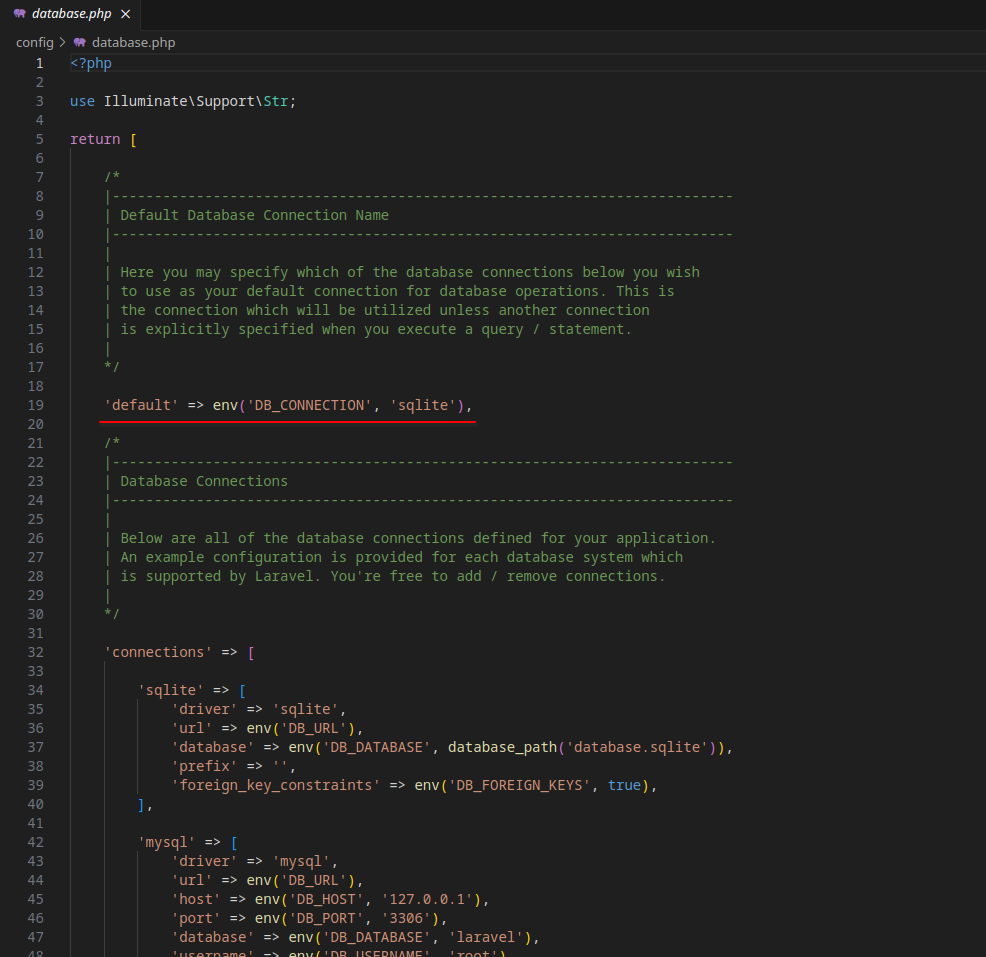 database.php
config > database.php
1 <?php
2
3 use Illuminate\Support\Str;
4
5 return [
6
7 /*
8 |--------------------------------------------------------------------------
9 | Default Database Connection Name
10 |--------------------------------------------------------------------------
11 |
12 | Here you may specify which of the database connections below you wish
13 | to use as your default connection for database operations. This is
14 | the connection which will be utilized unless another connection
15 | is explicitly specified when you execute a query / statement.
16 |
17 */
18
19 'default' => env('DB_CONNECTION', 'sqlite'),
20
21 /*
22 |--------------------------------------------------------------------------
23 | Database Connections
24 |--------------------------------------------------------------------------
25 |
26 | Below are all of the database connections defined for your application.
27 | An example configuration is provided for each database system which
28 | is supported by Laravel. You're free to add / remove connections.
29 |
30 */
31
32 'connections' => [
33
34 'sqlite' => [
35 'driver' => 'sqlite',
36 'url' => env('DB_URL'),
37 'database' => env('DB_DATABASE', database_path('database.sqlite')),
38 'prefix' => '',
39 'foreign_key_constraints' => env('DB_FOREIGN_KEYS', true),
40 ],
41
42 'mysql' => [
43 'driver' => 'mysql',
44 'url' => env('DB_URL'),
45 'host' => env('DB_HOST', '127.0.0.1'),
46 'port' => env('DB_PORT', '3306'),
47 'database' => env('DB_DATABASE', 'laravel'),
48 'username' => env('DB_USERNAME', 'root'),